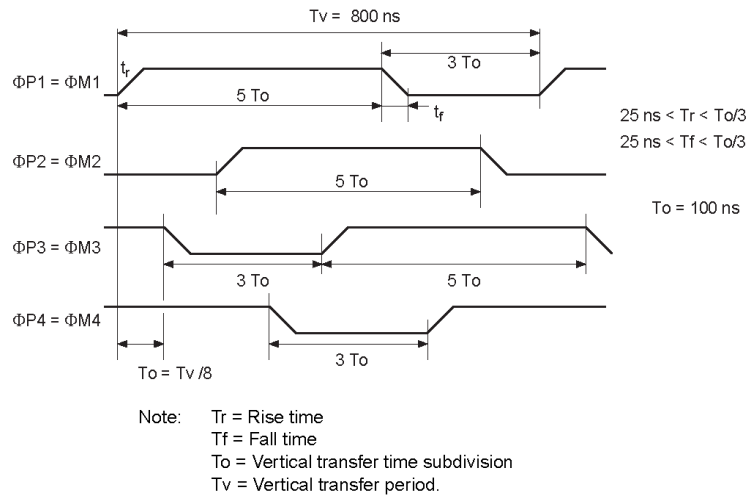 Tv = 800 ns
3 To
tr
ΦP1 = ΦM1
5 To
tf
25 ns < Tr < To/3
25 ns < Tf < To/3
ΦP2 = ΦM2
5 To
To = 100 ns
ΦP3 = ΦM3
3 To
5 To
ΦP4 = ΦM4
3 To
To = Tv /8
Note: Tr = Rise time
Tf = Fall time
To = Vertical transfer time subdivision
Tv = Vertical transfer period.